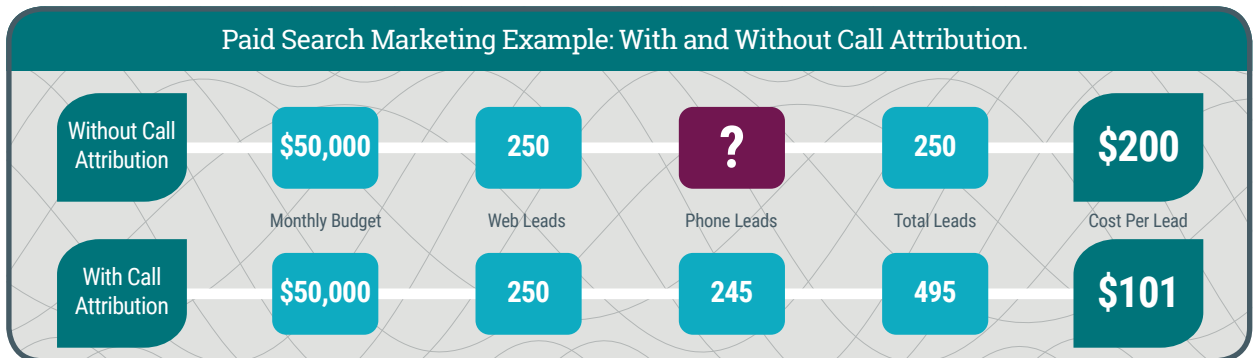 Paid Search Marketing Example: With and Without Call Attribution.
Without Call
Attribution
$50,000
250
?
250
$200
Monthly Budget
Web Leads
Phone Leads
Total Leads
Cost Per Lead
With Call
Attribution
$50,000
250
245
495
$101